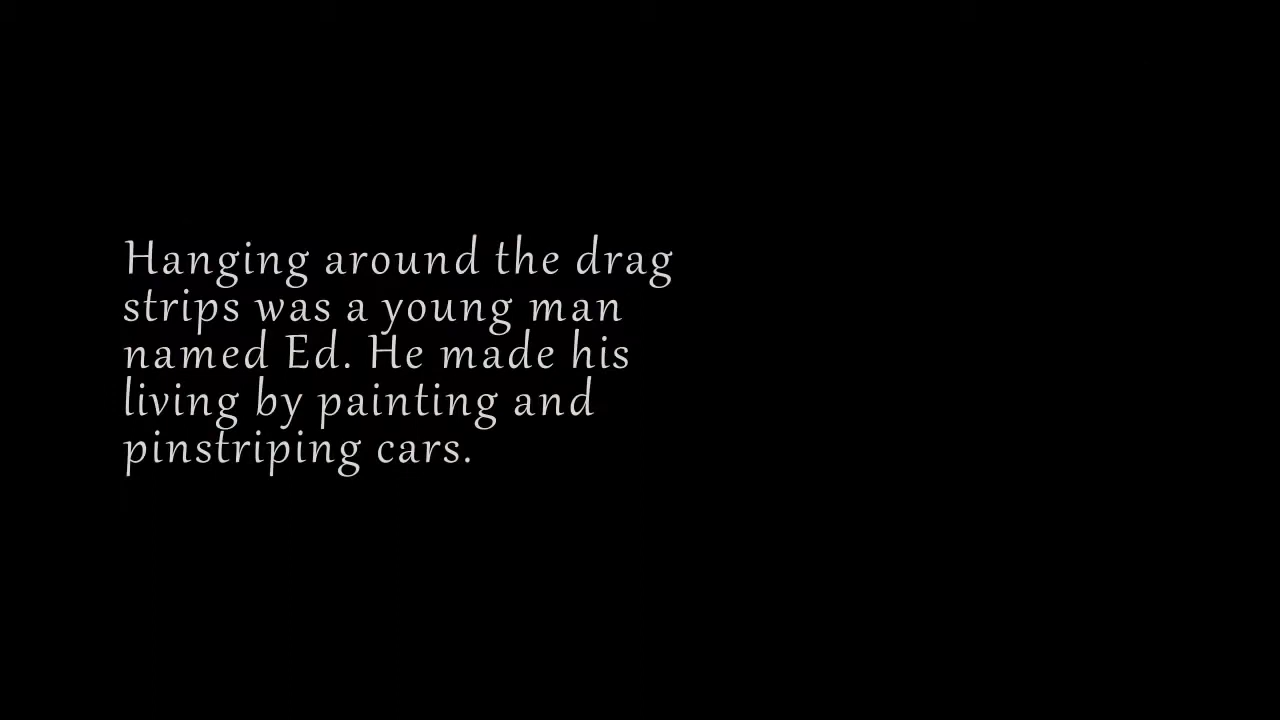 Hanging around the drag
strips was a young man
named Ed. He made his
living by painting and
pinstriping cars.